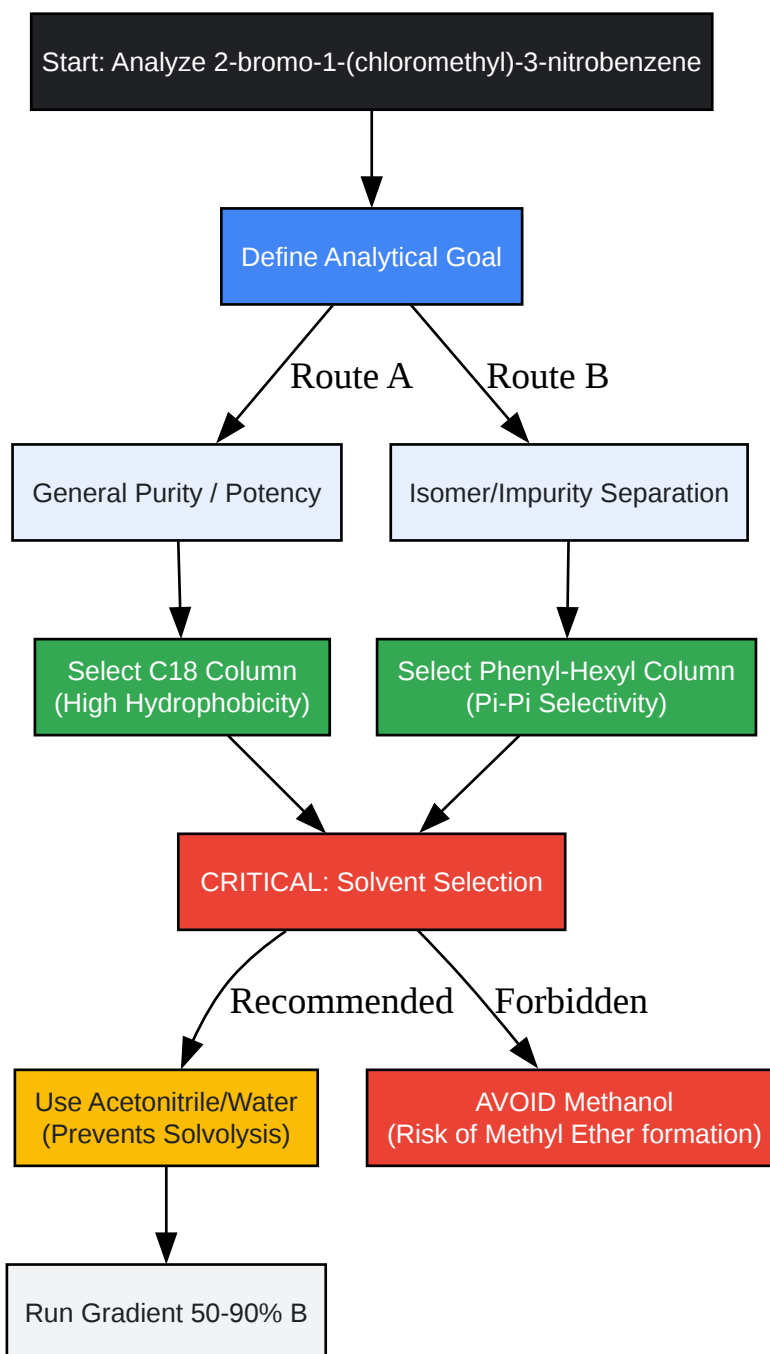 Start: Analyze 2-bromo-1-(chloromethyl)-3-nitrobenzene
Define Analytical Goal
Route A
Route B
General Purity / Potency
Isomer/Impurity Separation
Select C18 Column
(High Hydrophobicity)
Select Phenyl-Hexyl Column
(Pi-Pi Selectivity)
CRITICAL: Solvent Selection
Recommended
Forbidden
Use Acetonitrile/Water
(Prevents Solvolysis)
AVOID Methanol
(Risk of Methyl Ether formation)
Run Gradient 50-90% B